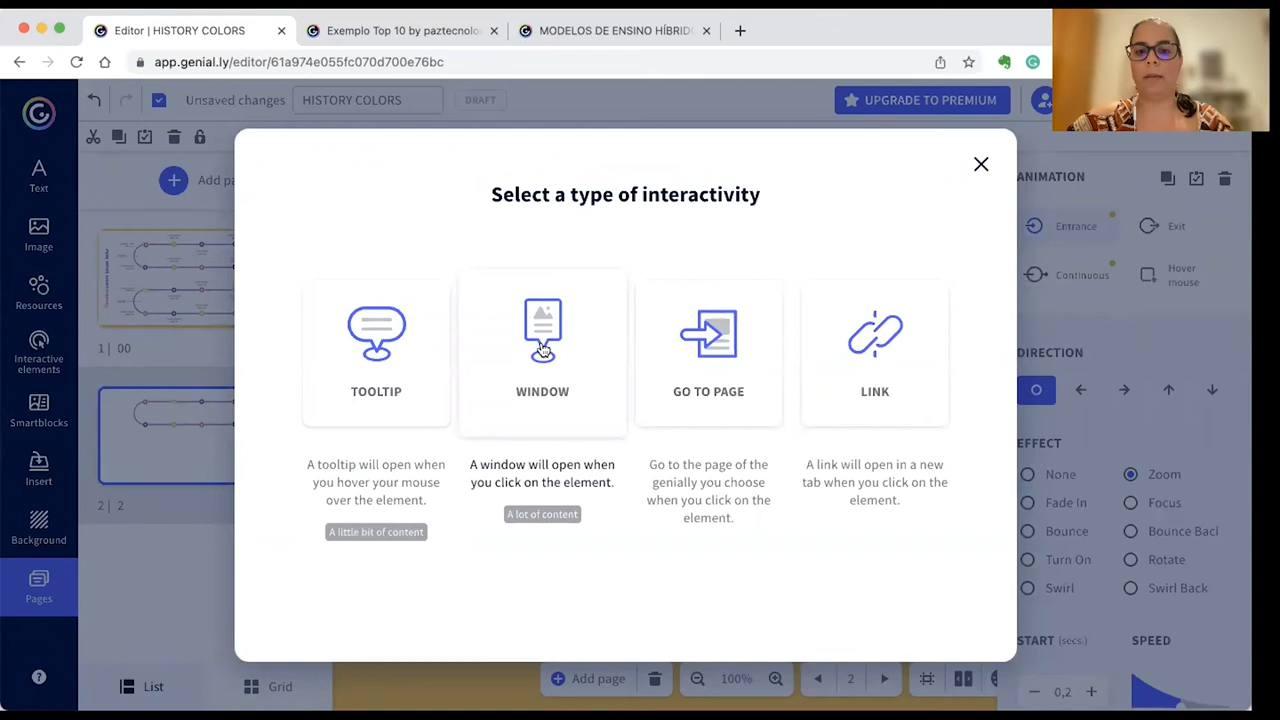 Editor | HISTORY COLORS
Exemplo Top 10 by paztecnolo
MODELOS DE ENSINO HÍBRID
app.genial.ly/editor/61a974e055fc070d700e76bc
Unsaved changes
HISTORY COLORS
DRAFT
UPGRADE TO PREMIUM
Text
Image
Resources
Interactive
elements
Smartblocks
Insert
Background
Pages
Add pa
1 | 00
2 | 2
List
Grid
Select a type of interactivity
TOOLTIP
A tooltip will open when
you hover your mouse
over the element.
A little bit of content
WINDOW
A window will open when
you click on the element.
A lot of content
GO TO PAGE
Go to the page of the
genially you choose
when you click on the
element.
LINK
A link will open in a new
tab when you click on the
element.
ANIMATION
Entrance
Exit
Continuous
Hover
mouse
DIRECTION
EFFECT
None
Zoom
Fade In
Focus
Bounce
Bounce Bacl
Turn On
Rotate
Swirl
Swirl Back
START (secs.)
SPEED
0,2
Add page
100%
2